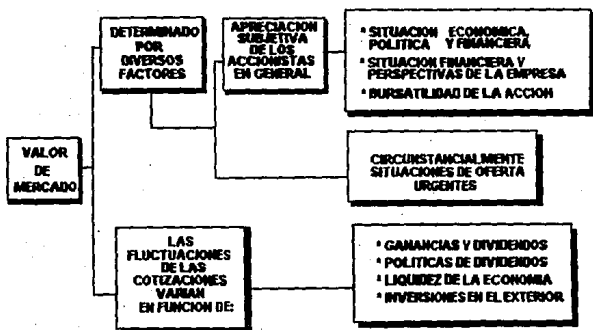 VALOR
DE
MERCADO
DETERMINADO
POR
DIVERSOS
FACTORES
APRECIACION
SUBJETIVA
DE LOS
ACCIONISTAS
EN GENERAL
* SITUACION ECONOMICA,
POLITICA Y FINANCIERA
* SITUACION FINANCIERA Y
PERSPECTIVAS DE LA EMPRESA
* BURSATILIDAD DE LA ACCION
CIRCUNSTANCIALMENTE
SITUACIONES DE OFERTA
URGENTES
LAS
FLUCTUACIONES
DE LAS
COTIZACIONES
VARIAN
EN FUNCION DE:
* GANANCIAS Y DIVIDENDOS
* POLITICAS DE DIVIDENDOS
* LIQUIDEZ DE LA ECONOMIA
* INVERSIONES EN EL EXTERIOR